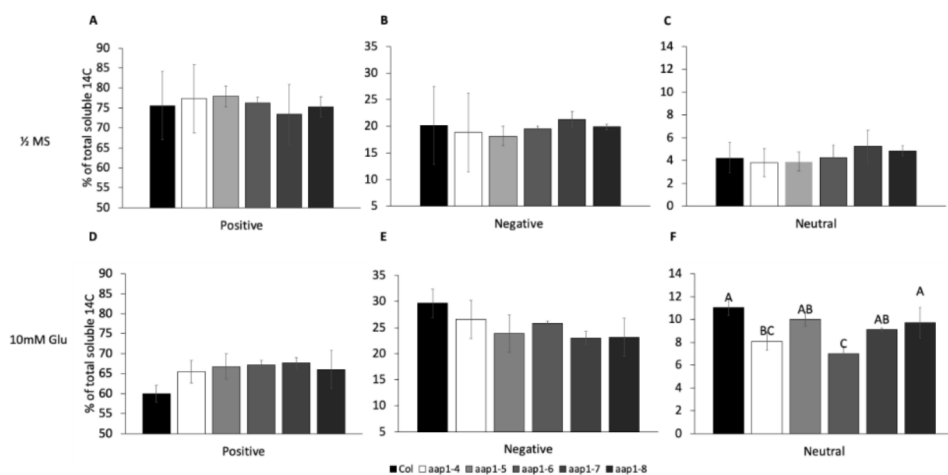 A
B
C
½ MS
% of total soluble 14C
90
85
80
75
70
65
60
55
50
Positive
35
30
25
20
15
10
5
Negative
14
12
10
8
6
4
2
0
Neutral
D
E
F
10mM Glu
% of total soluble 14C
90
85
80
75
70
65
60
55
50
Positive
35
30
25
20
15
10
5
Negative
14
12
10
8
6
4
2
0
A
BC
AB
C
AB
A
Neutral
Col aap1-4 aap1-5 aap1-6 aap1-7 aap1-8